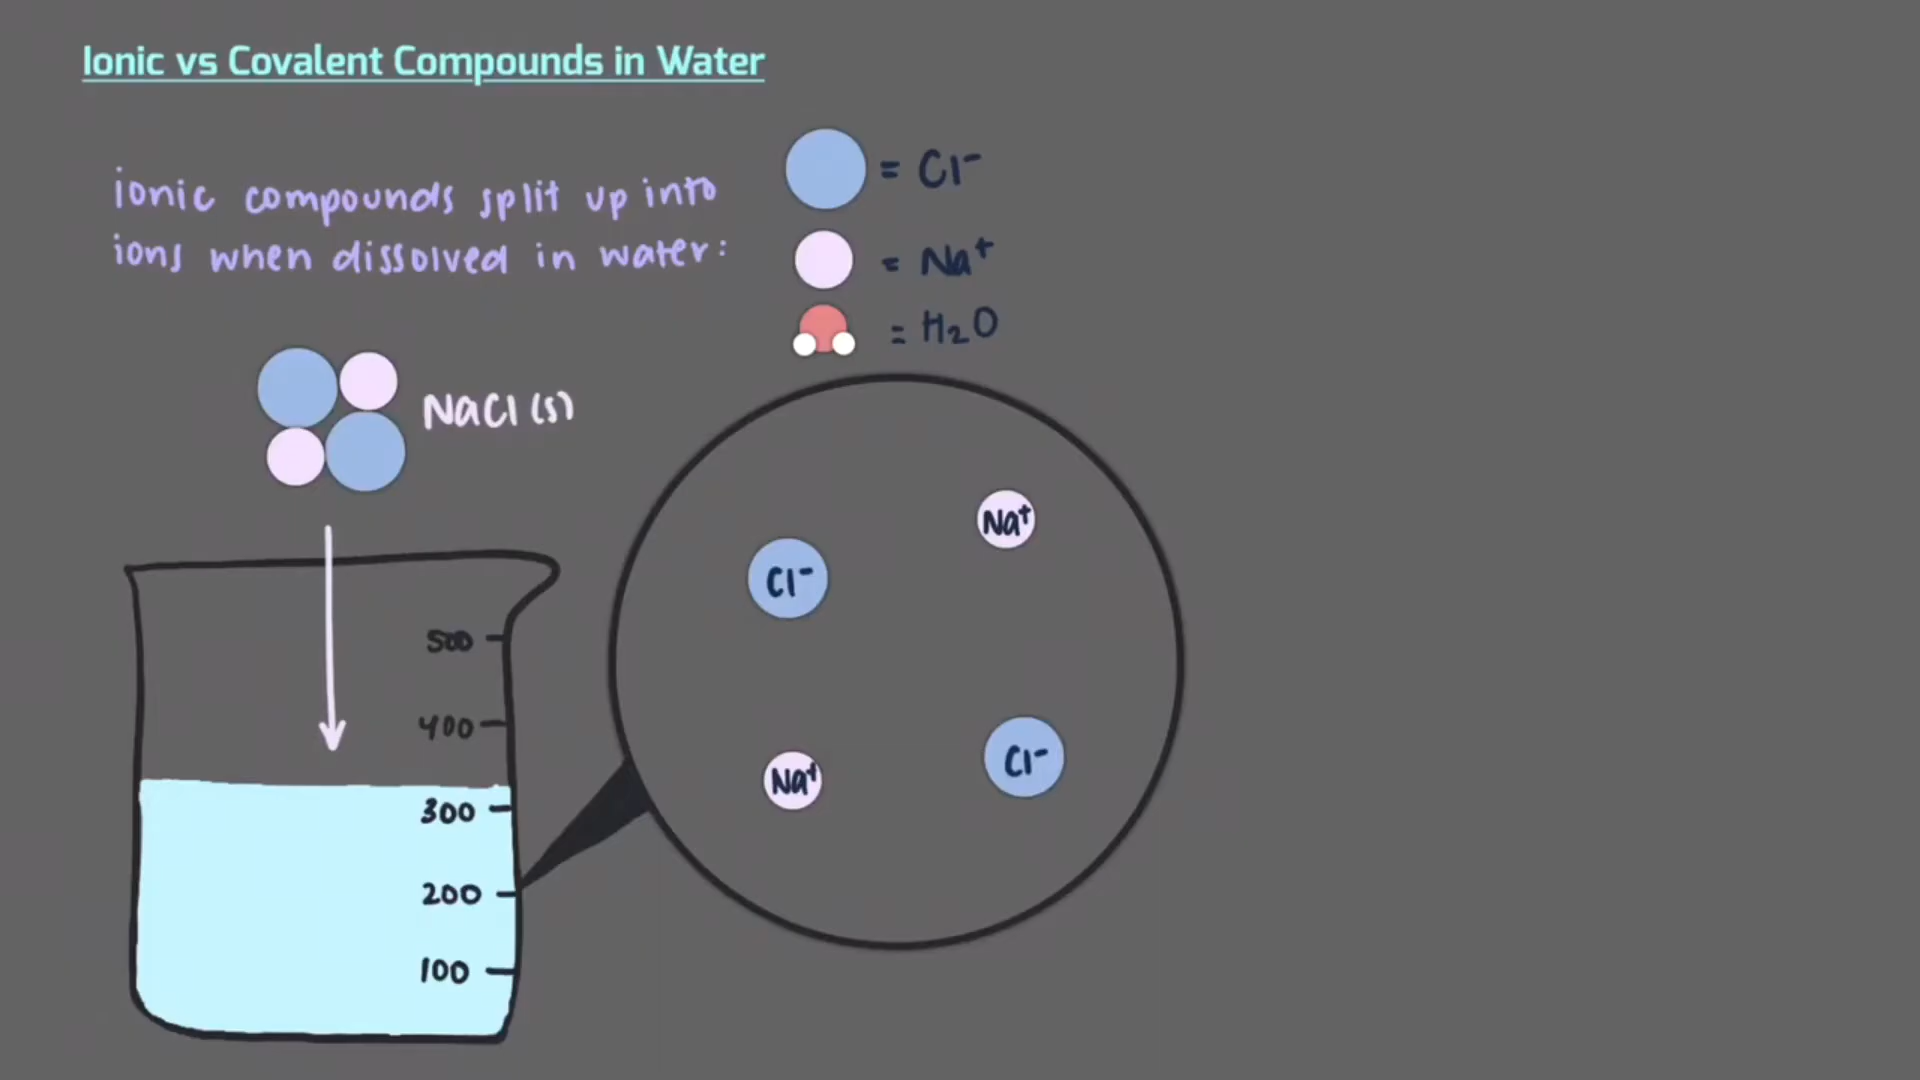 Ionic vs Covalent Compounds in Water
ionic compounds split up into
ions when dissolved in water:
= Cl⁻
= Na⁺
= H₂O
NaCl (s)
Na⁺
Cl⁻
Na⁺
Cl⁻
500
400
300
200
100